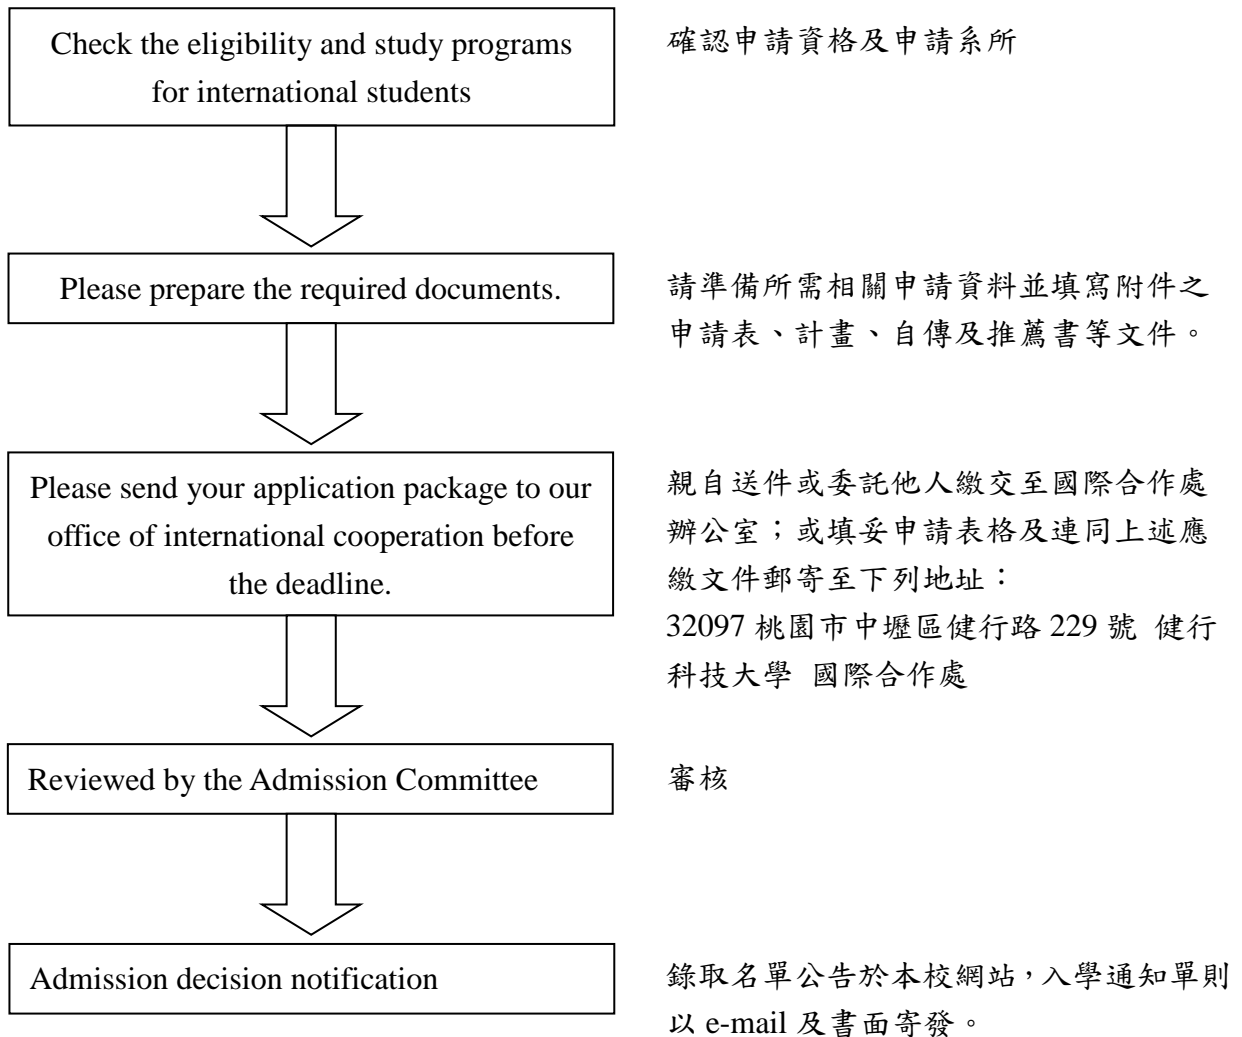 Check the eligibility and study programs
for international students
確認申請資格及申請系所
Please prepare the required documents.
請準備所需相關申請資料並填寫附件之
申請表、計畫、自傳及推薦書等文件。
Please send your application package to our
office of international cooperation before
the deadline.
親自送件或委託他人繳交至國際合作處
辦公室；或填妥申請表格及連同上述應
繳文件郵寄至下列地址：
32097 桃園市中壢區健行路 229 號 健行
科技大學 國際合作處
Reviewed by the Admission Committee
審核
Admission decision notification
錄取名單公告於本校網站，入學通知單則
以 e-mail 及書面寄發。